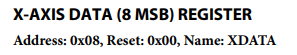 X-AXIS DATA (8 MSB) REGISTER
Address: 0x08, Reset: 0x00, Name: XDATA